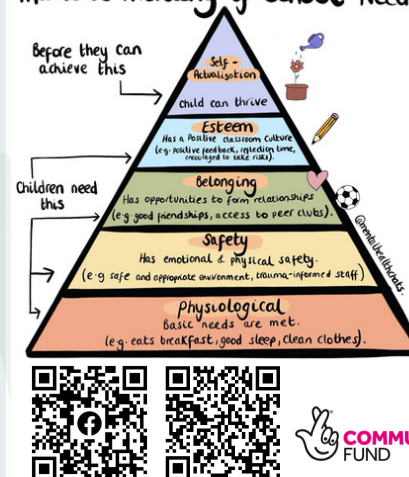 Need
Before they can
achieve this
Self -
Actualisation
child can thrive
Esteem
Has a Positive classroom culture
(e.g. Positive feedback, reflection time,
encouraged to take risks).
Children need
this
Belonging
Has opportunities to form relationships
(e.g. good friendships, access to peer clubs).
Safety
Has emotional & physical safety.
(e.g safe and appropriate environment, trauma-informed staff)
Physiological
Basic needs are met.
(e.g. eats breakfast, good sleep, clean clothes).
@mentalhealthchats.
COMMU
FUND